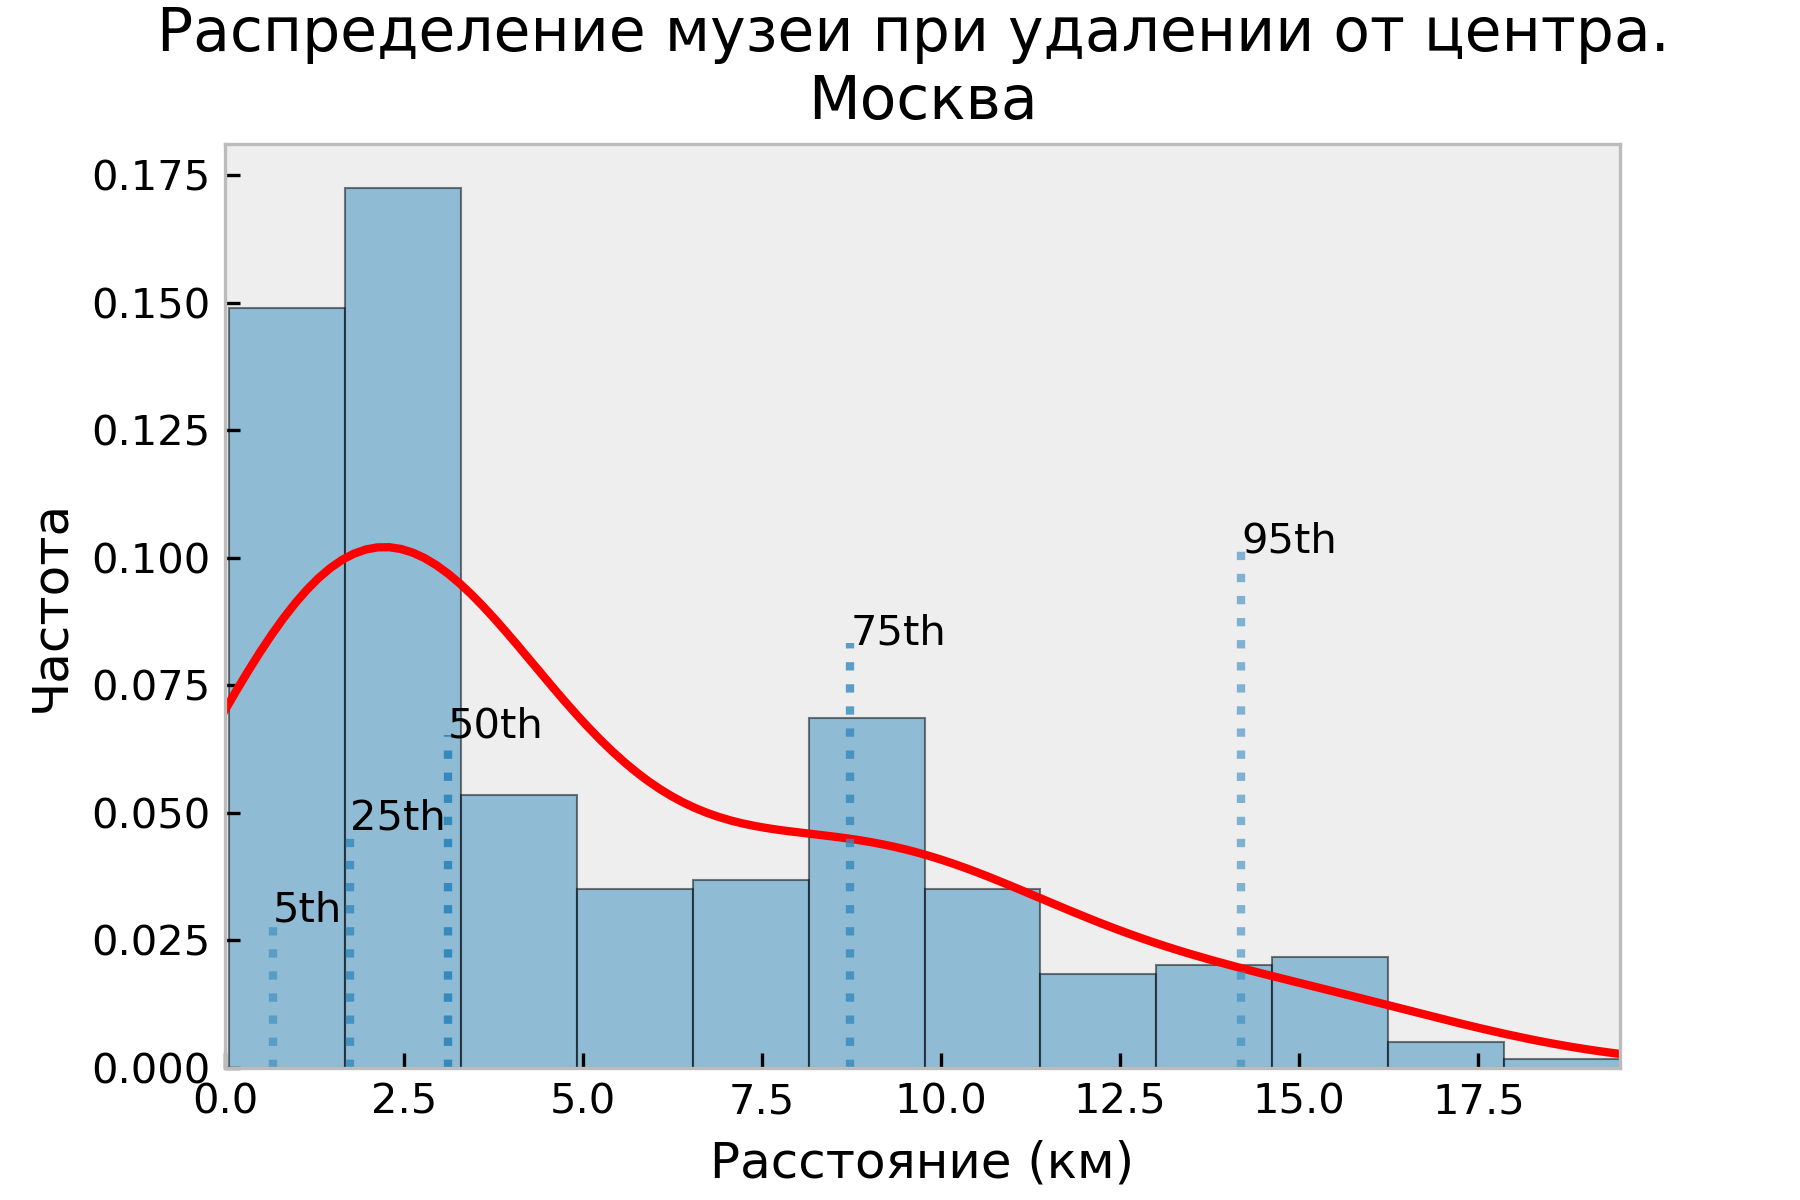 Распределение музеи при удалении от центра.
Москва
0.175
0.150
0.125
0.100
0.075
0.050
0.025
0.000
Частота
5th
25th
50th
75th
95th
0.0 2.5 5.0 7.5 10.0 12.5 15.0 17.5
Расстояние (км)